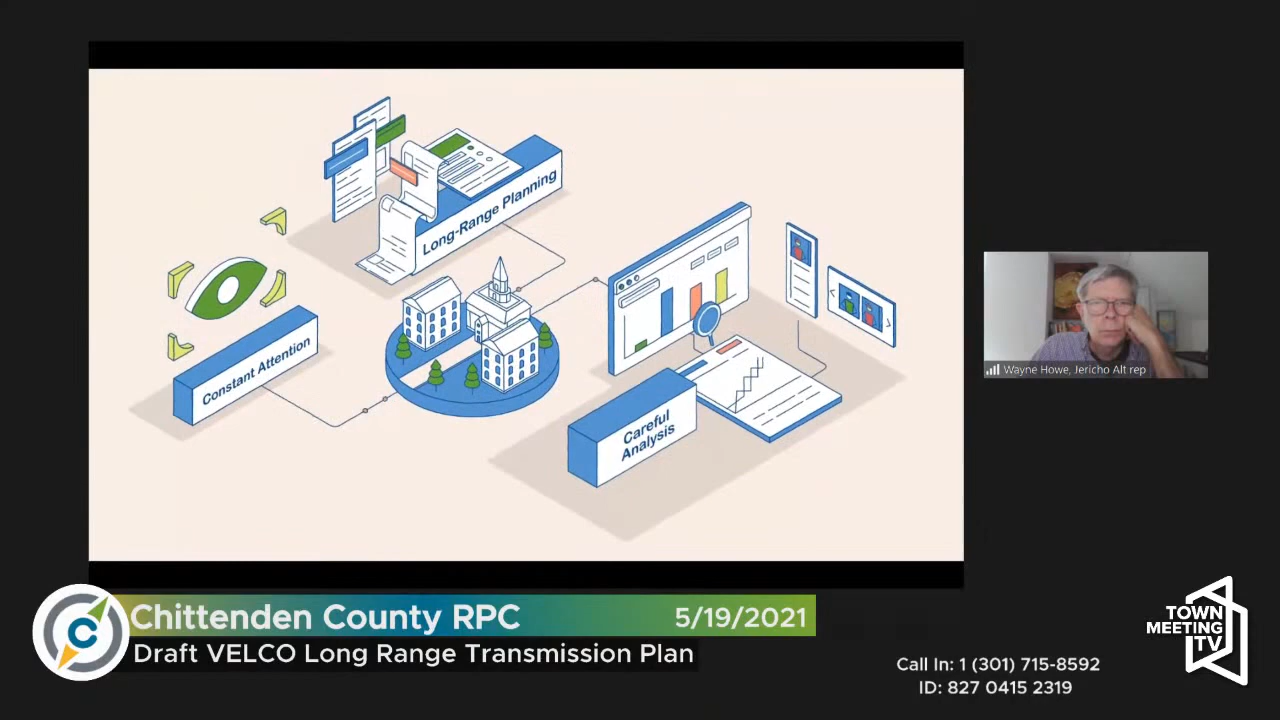 Long-Range Planning
Constant Attention
Careful
Analysis
Wayne Howe, Jericho Alt rep
C
Chittenden County RPC
5/19/2021
Draft VELCO Long Range Transmission Plan
Call In: 1 (301) 715-8592
ID: 827 0415 2319
TOWN
MEETING
TV